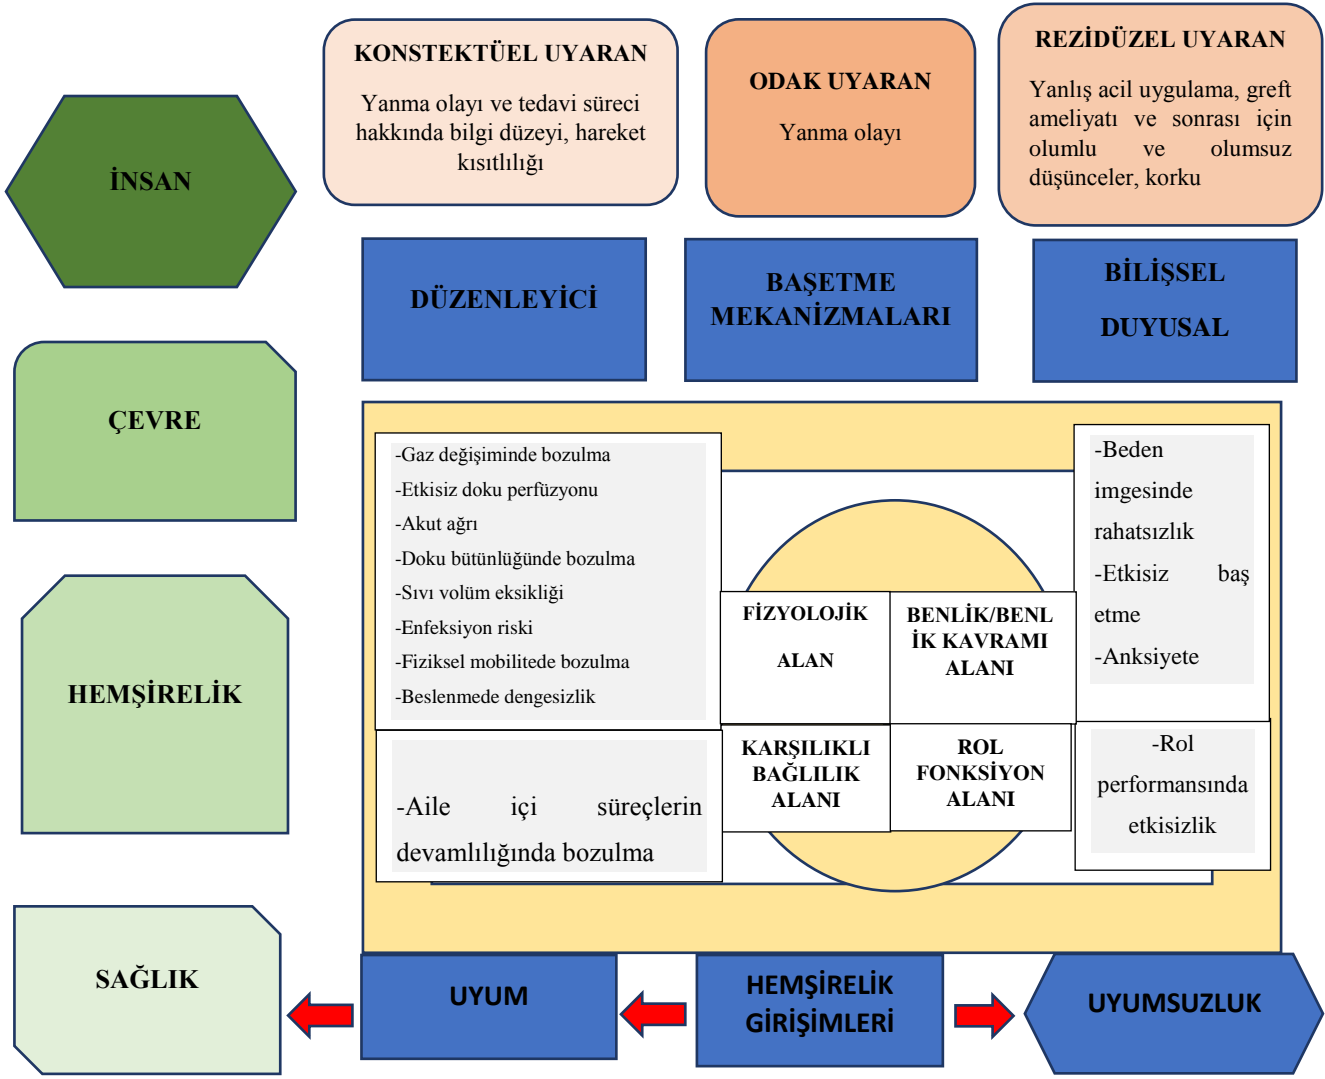 KONSTEKTÜEL UYARAN
Yanma olayı ve tedavi süreci
hakkında bilgi düzeyi, hareket
kısıtlılığı
ODAK UYARAN
Yanma olayı
REZİDÜZEL UYARAN
Yanlış acil uygulama, greft
ameliyatı ve sonrası için
olumlu ve olumsuz
düşünceler, korku
İNSAN
DÜZENLEYİCİ
BAŞETME
MEKANİZMALARI
BİLİŞSEL
DUYUSAL
ÇEVRE
-Gaz değişiminde bozulma
-Etkisiz doku perfüzyonu
-Akut ağrı
-Doku bütünlüğünde bozulma
-Sıvı volüm eksikliği
-Enfeksiyon riski
-Fiziksel mobilitede bozulma
-Beslenmede dengesizlik
-Beden
imgesinde
rahatsızlık
-Etkisiz baş
etme
-Anksiyete
FİZYOLOJİK
ALAN
BENLİK/BENL
İK KAVRAMI
ALANI
HEMŞİRELİK
-Aile içi süreçlerin
devamlılığında bozulma
KARŞILIKLI
BAĞLILIK
ALANI
ROL
FONKSİYON
ALANI
-Rol
performansında
etkisizlik
SAĞLIK
UYUM
HEMŞİRELİK
GİRİŞİMLERİ
UYUMSUZLUK